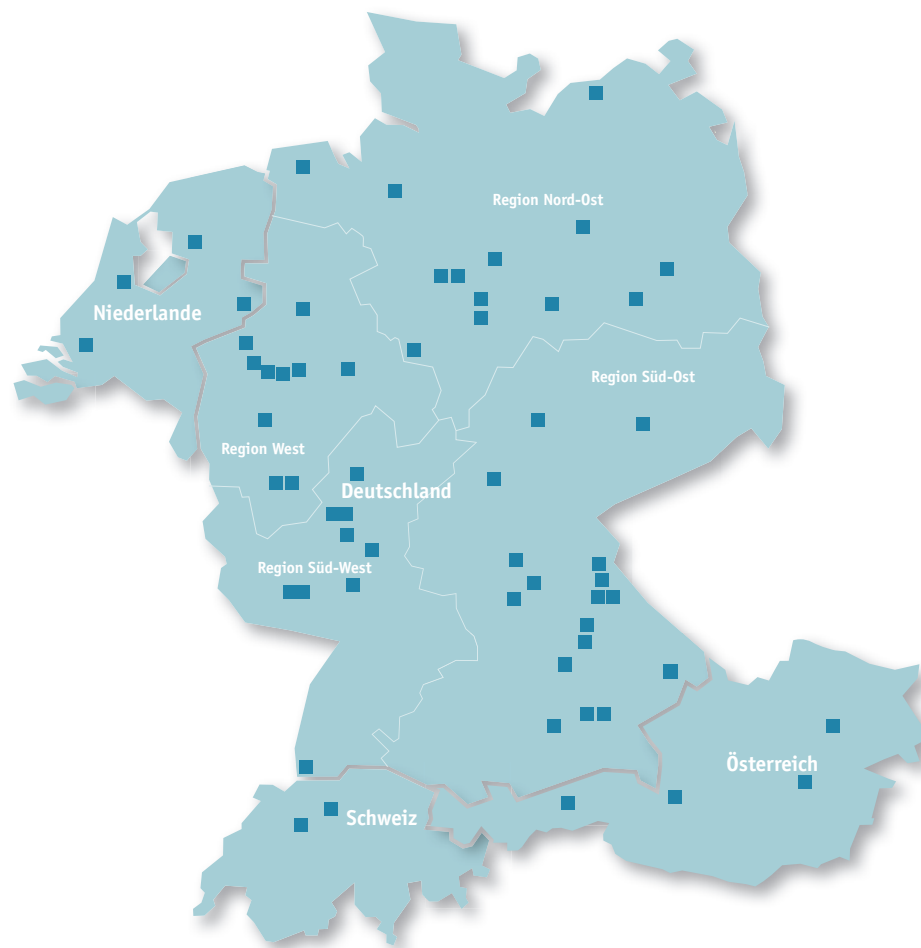 Region Nord-Ost
Niederlande
Region Süd-Ost
Region West
Deutschland
Region Süd-West
Österreich
Schweiz